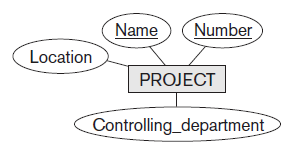 Name
Number
Location
PROJECT
Controlling_department